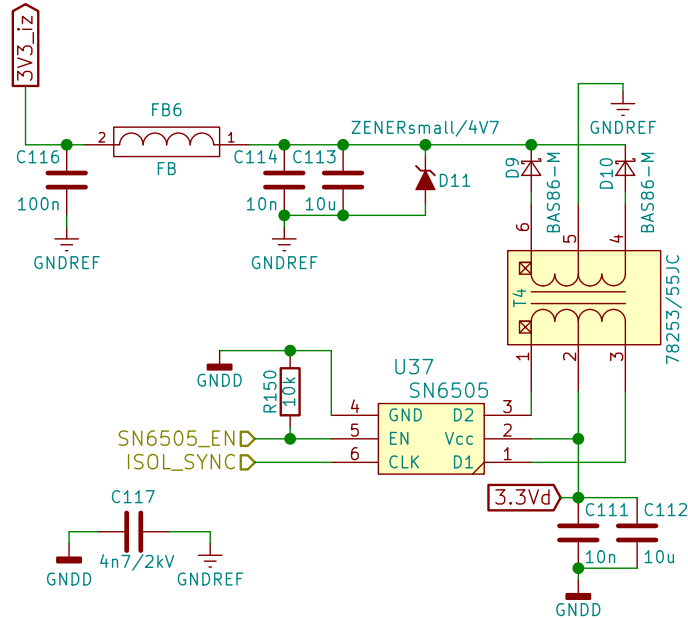 3V3_iz
FB6
2
1
FB
C116
100n
GNDREF
C114
10n
GNDREF
C113
10u
ZENERsmall/4V7
D11
GNDREF
D9
BAS86-M
D10
BAS86-M
6
5
4
T4
78253/55JC
1
2
3
GNDD
R150
10k
U37
SN6505
4
GND
D2
3
SN6505_EN
5
EN
Vcc
2
ISOL_SYNC
6
CLK
D1
1
3.3Vd
C111
10n
C112
10u
GNDD
C117
4n7/2kV
GNDD
GNDREF